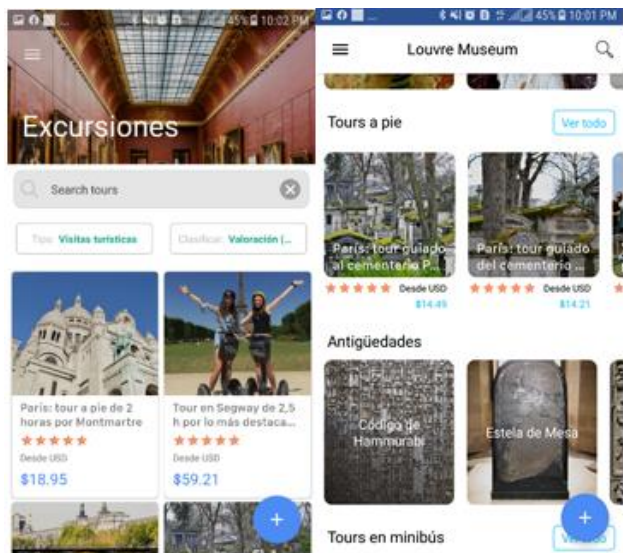 45% 10:02 PM
Excursiones
Search tours
Tipo: Visitas turísticas
Clasificar: Valoración (...
París: tour a pie de 2
horas por Montmartre
Desde USD
$18.95
Tour en Segway de 2,5
h por lo más destaca...
Desde USD
$59.21
+
45% 10:01 PM
Louvre Museum
Tours a pie
Ver todo
París: tour guiado
al cementerio P...
Desde USD
$14.49
París: tour guiado
del cementerio ...
Desde USD
$14.21
Antigüedades
Código de
Hammurabi
Estela de Mesa
Tours en minibús
+